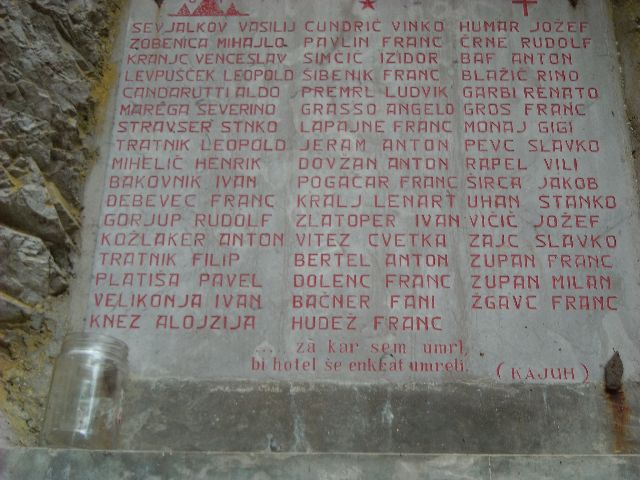 SEVJALKOV VASILIJ CUNDRIČ VINKO HUMAR JOŽEF
ZOBENICA MIHAJLO PAVLIN FRANC ČRNE RUDOLF
KRANJC VENCESLAV SIMČIČ IZIDOR BAF ANTON
LEVPUŠČEK LEOPOLD ŠIBENIK FRANC BLAŽIČ RINO
CANDARUTTI ALDO PREMRL LUDVIK GARBI RENATO
MAREGA SEVERINO GRASSO ANGELO GROS FRANC
STRAVSER STNKO LAPAJNE FRANC MONAJ GIGI
TRATNIK LEOPOLD JERAM ANTON PEVC SLAVKO
MIHELIČ HENRIK DOVŽAN ANTON RAPEL VILI
BAKOVNIK IVAN POGAČAR FRANC ŠIRCA JAKOB
DEBEVEC FRANC KRALJ LENART UHAN STANKO
GORJUP RUDOLF ZLATOPER IVAN VIČIČ JOŽEF
KOŽLAKER ANTON VITEZ CVETKA ZAJC SLAVKO
TRATNIK FILIP BERTEL ANTON ZUPAN FRANC
PLATIŠA PAVEL DOLENC FRANC ZUPAN MILAN
VELIKONJA IVAN BAČNER FANI ŽGAVC FRANC
KNEZ ALOJZIJA HUDEŽ FRANC
.... za kar sem umrl,
bi hotel še enkrat umreti.
(KAJUH)